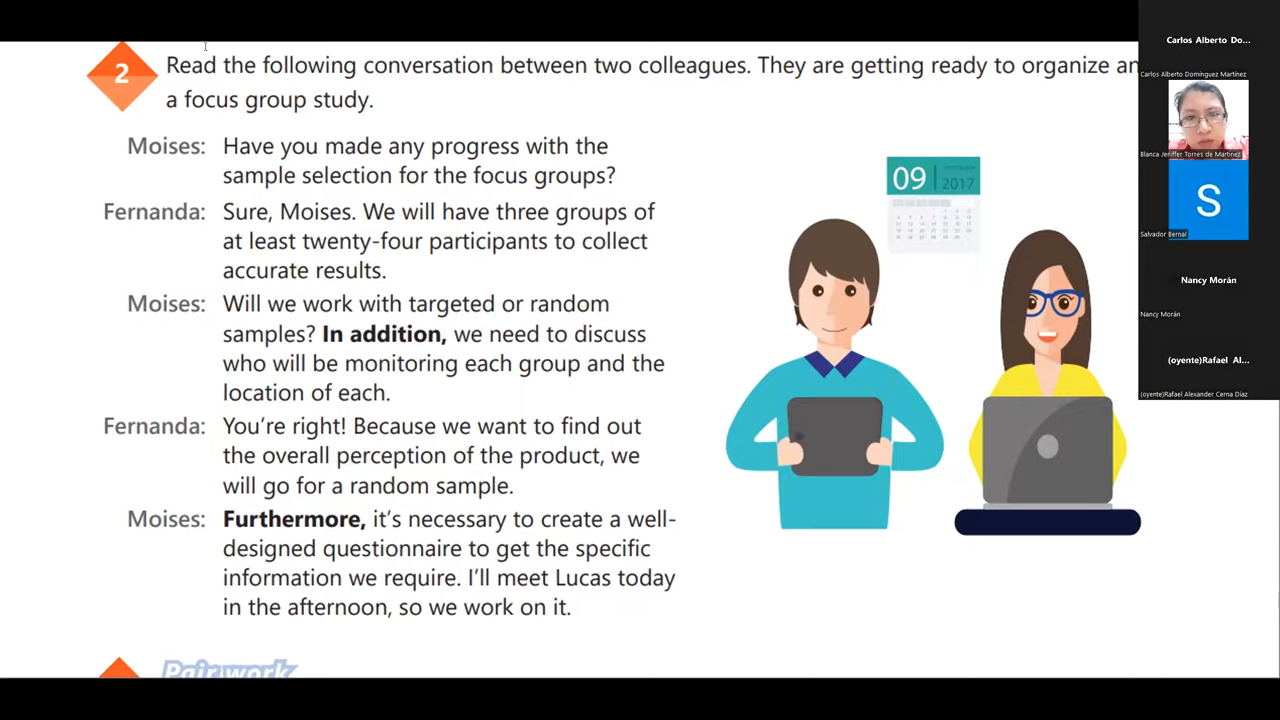 2
Read the following conversation between two colleagues. They are getting ready to organize an
a focus group study.
Moises: Have you made any progress with the
sample selection for the focus groups?
Fernanda: Sure, Moises. We will have three groups of
at least twenty-four participants to collect
accurate results.
Moises: Will we work with targeted or random
samples? In addition, we need to discuss
who will be monitoring each group and the
location of each.
Fernanda: You're right! Because we want to find out
the overall perception of the product, we
will go for a random sample.
Moises: Furthermore, it's necessary to create a well-
designed questionnaire to get the specific
information we require. I'll meet Lucas today
in the afternoon, so we work on it.
Pair work
09
2017
Carlos Alberto Do...
Carlos Alberto Domínguez Martínez
Blanca Jeniffer Torres de Martinez
S
Salvador Bernal
Nancy Morán
Nancy Morán
(oyente)Rafael Al...
(oyente)Rafael Alexander Cerna Díaz